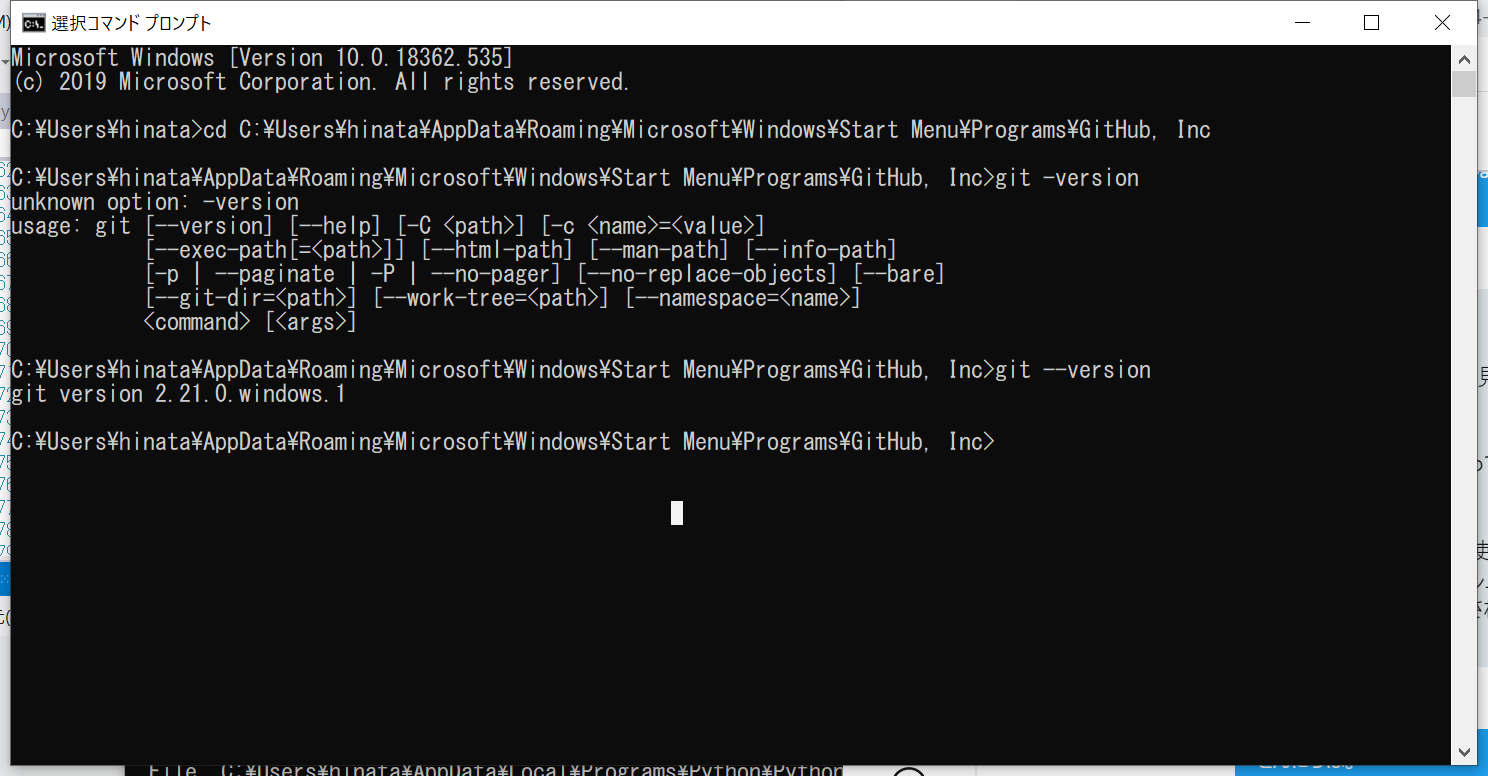 選択コマンド プロンプト
Microsoft Windows [Version 10.0.18362.535]
(c) 2019 Microsoft Corporation. All rights reserved.
C:¥Users¥hinata>cd C:¥Users¥hinata¥AppData¥Roaming¥Microsoft¥Windows¥Start Menu¥Programs¥GitHub, Inc
C:¥Users¥hinata¥AppData¥Roaming¥Microsoft¥Windows¥Start Menu¥Programs¥GitHub, Inc>git -version
unknown option: -version
usage: git [--version] [--help] [-C <path>] [-c <name>=<value>]
[--exec-path[=<path>]] [--html-path] [--man-path] [--info-path]
[-p | --paginate | -P | --no-pager] [--no-replace-objects] [--bare]
[--git-dir=<path>] [--work-tree=<path>] [--namespace=<name>]
<command> [<args>]
C:¥Users¥hinata¥AppData¥Roaming¥Microsoft¥Windows¥Start Menu¥Programs¥GitHub, Inc>git --version
git version 2.21.0.windows.1
C:¥Users¥hinata¥AppData¥Roaming¥Microsoft¥Windows¥Start Menu¥Programs¥GitHub, Inc>
File C:¥Users¥hinata¥AppData¥Local¥Programs¥Python¥Python